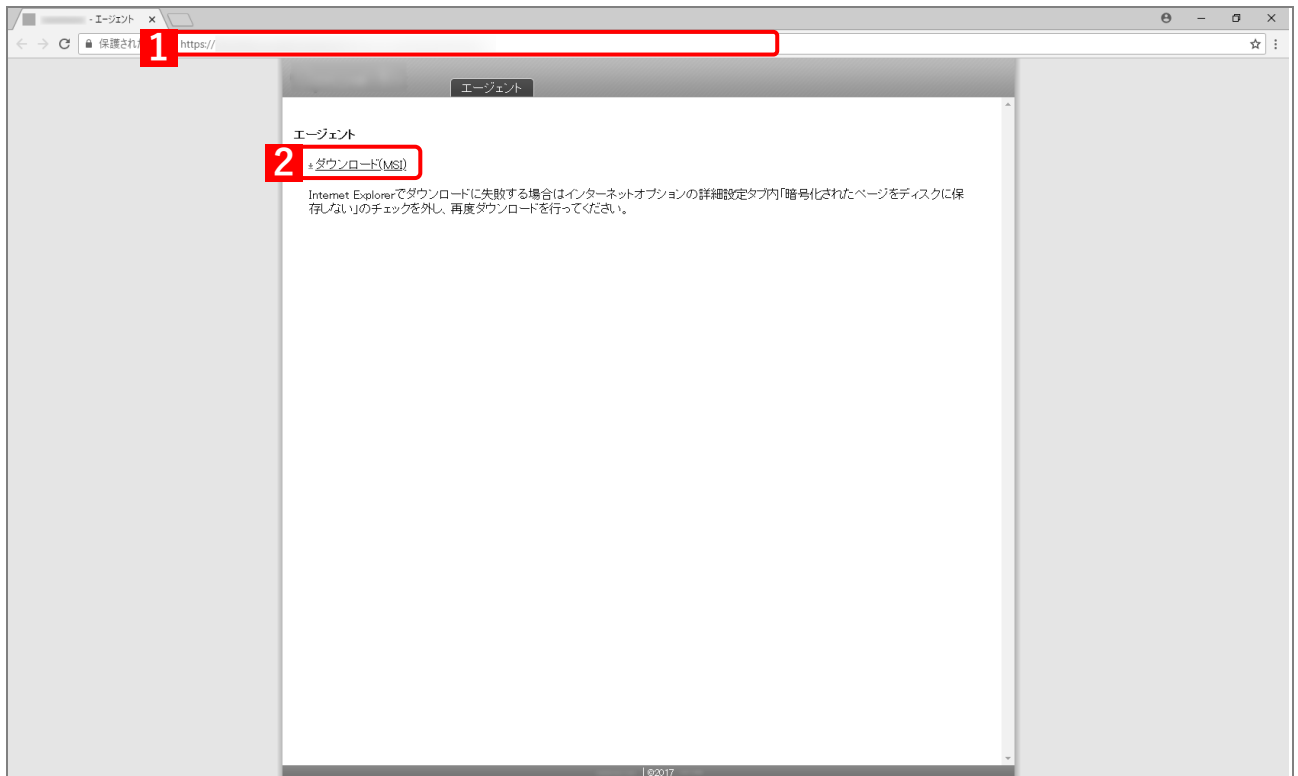 - エージェント
保護され
1
https://
エージェント
エージェント
2
ダウンロード(MSI)
Internet Explorerでダウンロードに失敗する場合はインターネットオプションの詳細設定タブ内「暗号化されたページをディスクに保
存しない」のチェックを外し、再度ダウンロードを行ってください。
| ©2017